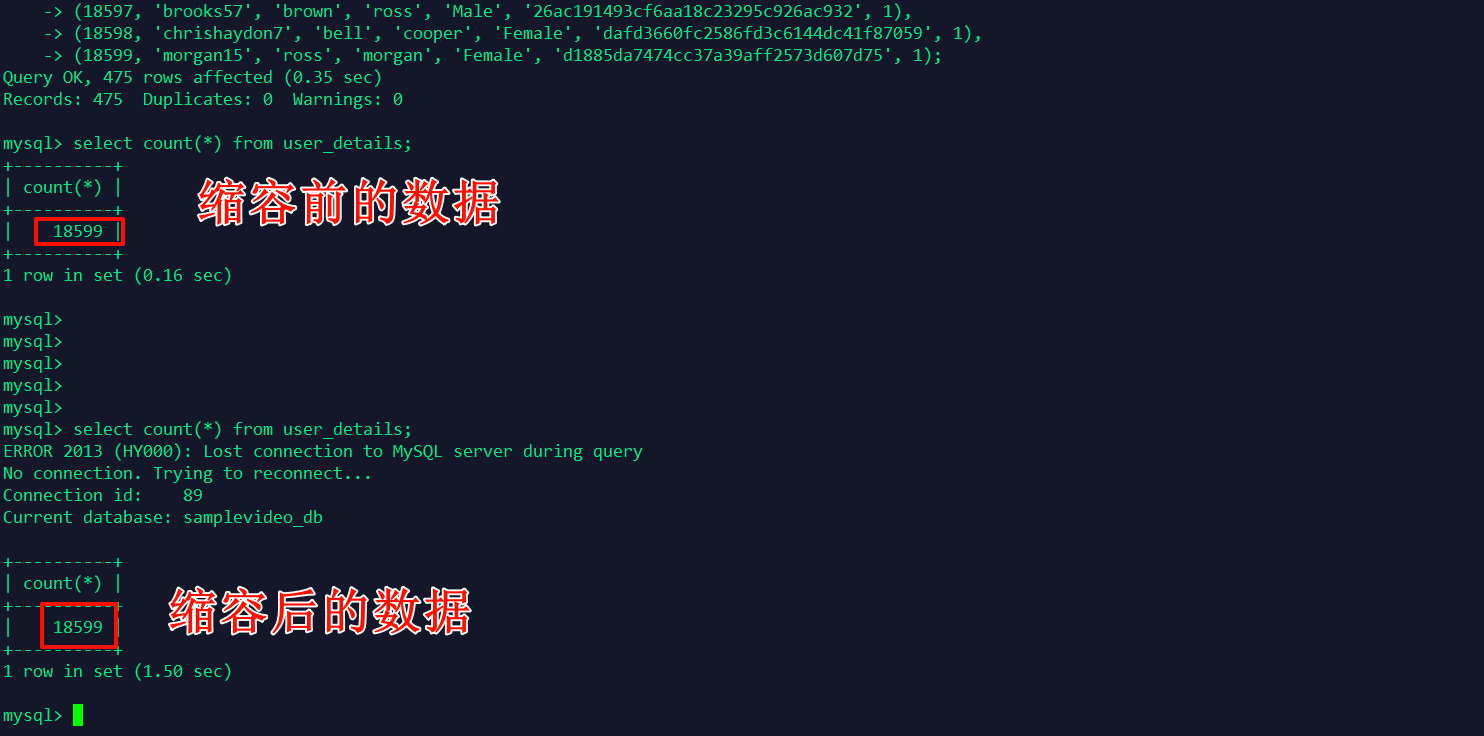 -> (18597, 'brooks57', 'brown', 'ross', 'Male', '26ac191493cf6aa18c23295c926ac932', 1),
-> (18598, 'chrishaydon7', 'bell', 'cooper', 'Female', 'dafd3660fc2586fd3c6144dc41f87059', 1),
-> (18599, 'morgan15', 'ross', 'morgan', 'Female', 'd1885da7474cc37a39aff2573d607d75', 1);
Query OK, 475 rows affected (0.35 sec)
Records: 475  Duplicates: 0  Warnings: 0
mysql> select count(*) from user_details;
+----------+
| count(*) |
缩容前的数据
+----------+
|    18599 |
+----------+
1 row in set (0.16 sec)
mysql>
mysql>
mysql>
mysql>
mysql>
mysql> select count(*) from user_details;
ERROR 2013 (HY000): Lost connection to MySQL server during query
No connection. Trying to reconnect...
Connection id:    89
Current database: samplevideo_db
+----------+
| count(*) |
缩容后的数据
+----------+
|    18599 |
+----------+
1 row in set (1.50 sec)
mysql>